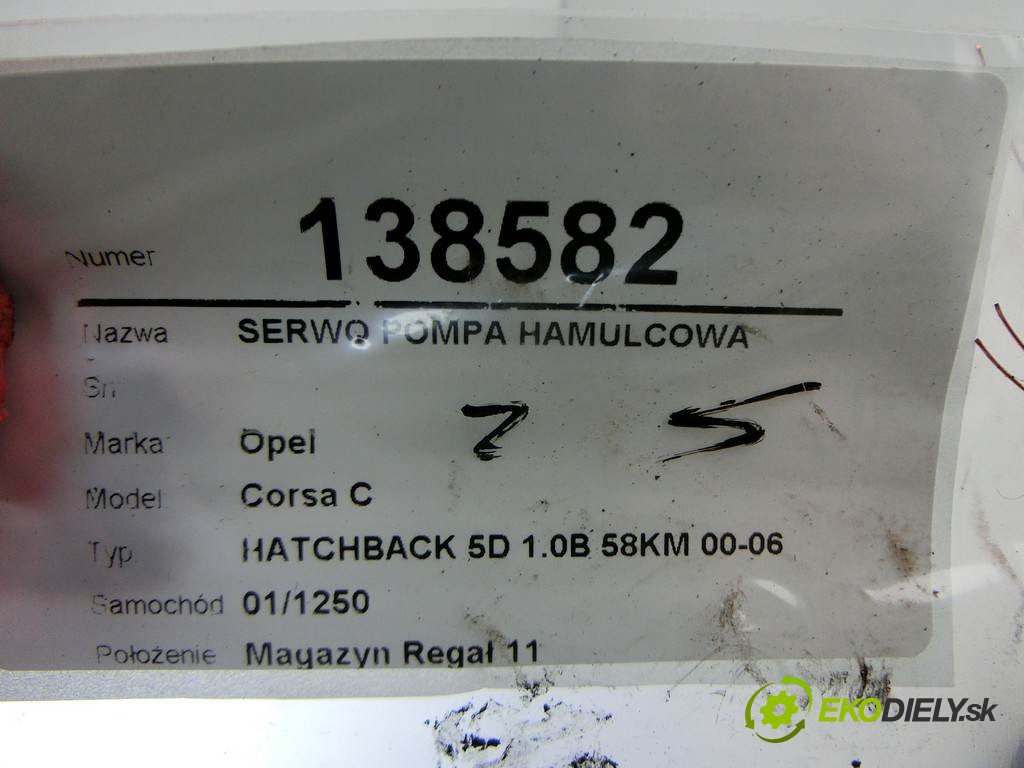 Numer 138582
Nazwa SERWO POMPA HAMULCOWA
Sn
Marka Opel
Model Corsa C
Typ HATCHBACK 5D 1.0B 58KM 00-06
Samochód 01/1250
Położenie Magazyn Regał 11
EKODIELY.sk